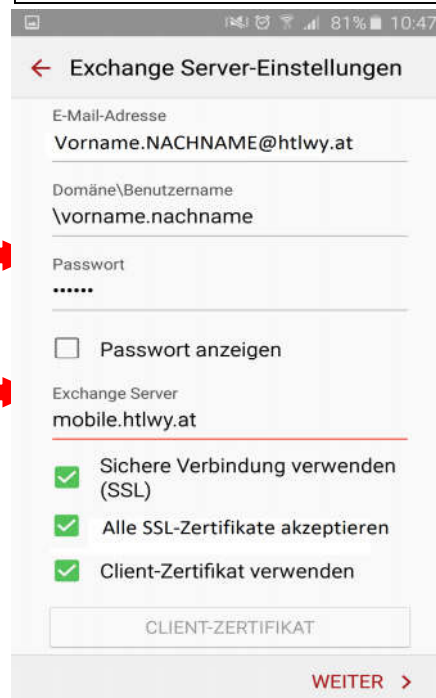 81% 10:47
Exchange Server-Einstellungen
E-Mail-Adresse
Vorname.NACHNAME@htlwy.at
Domäne\Benutzername
\vorname.nachname
Passwort
••••••
Passwort anzeigen
Exchange Server
mobile.htlwy.at
Sichere Verbindung verwenden
(SSL)
Alle SSL-Zertifikate akzeptieren
Client-Zertifikat verwenden
CLIENT-ZERTIFIKAT
WEITER >